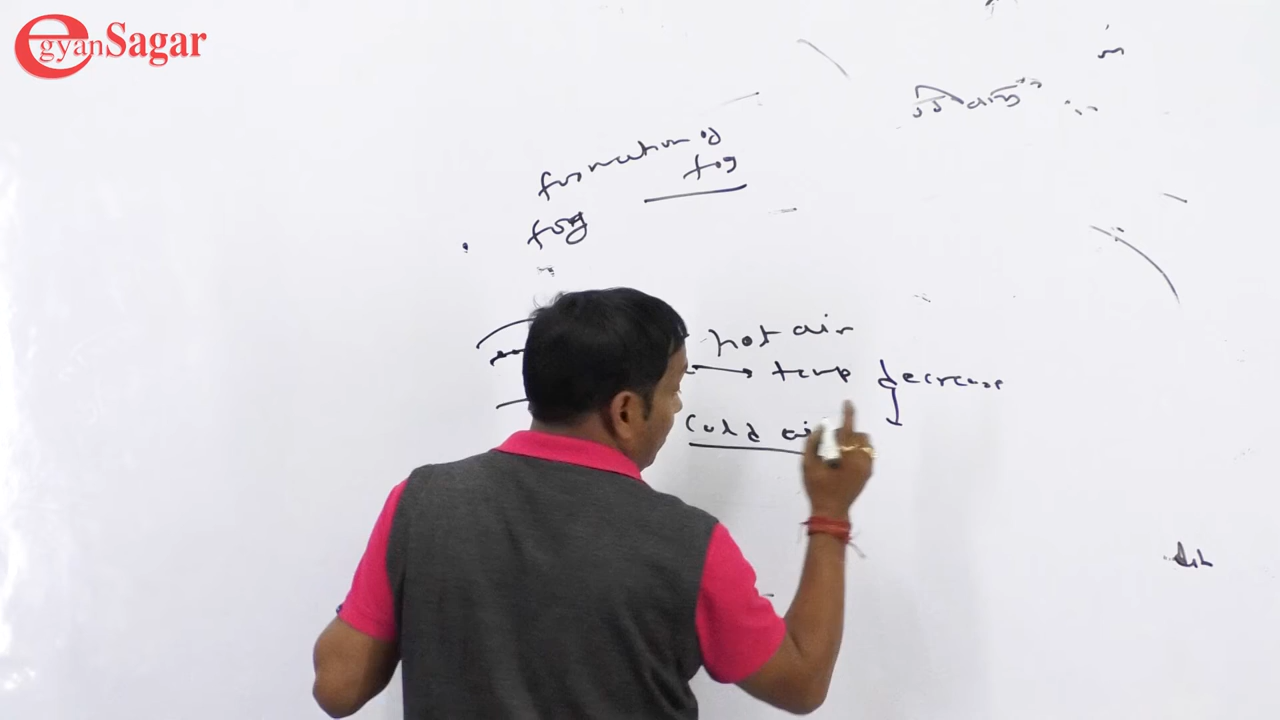 egyanSagar
formation of
fog
fog
hot air
temp decrease
Cold air